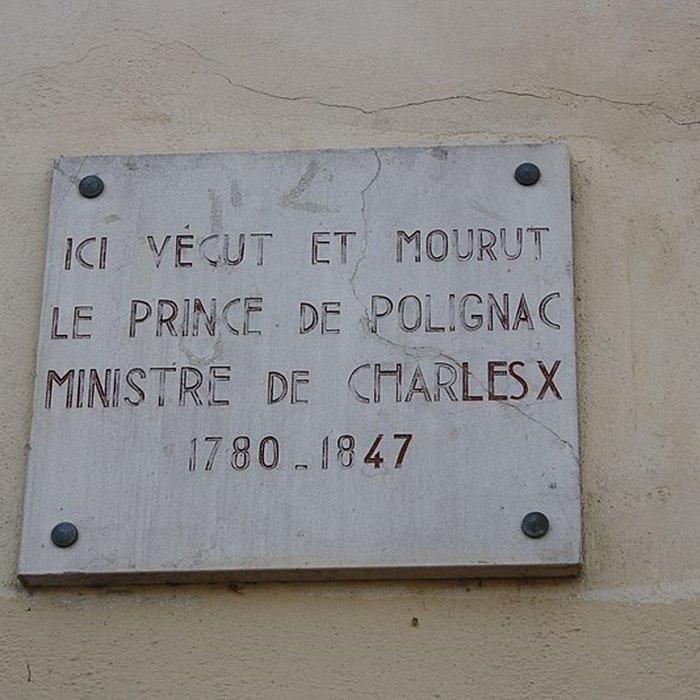 ICI VÉCUT ET MOURUT
LE PRINCE DE POLIGNAC
MINISTRE DE CHARLES X
1780 - 1847